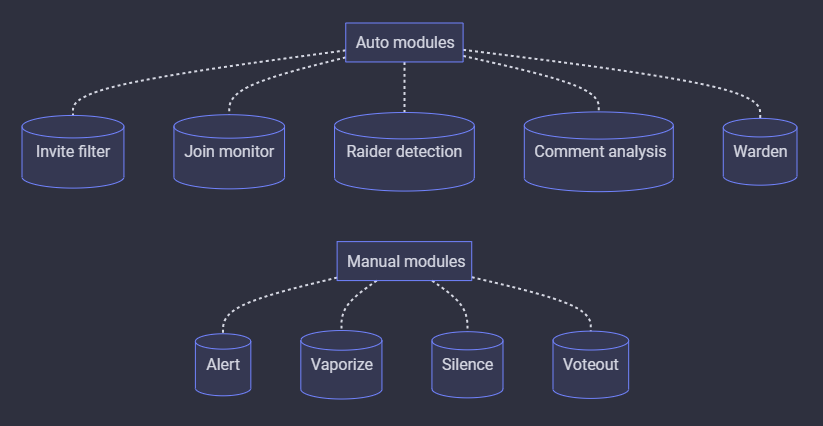 Auto modules
Invite filter
Join monitor
Raider detection
Comment analysis
Warden
Manual modules
Alert
Vaporize
Silence
Voteout